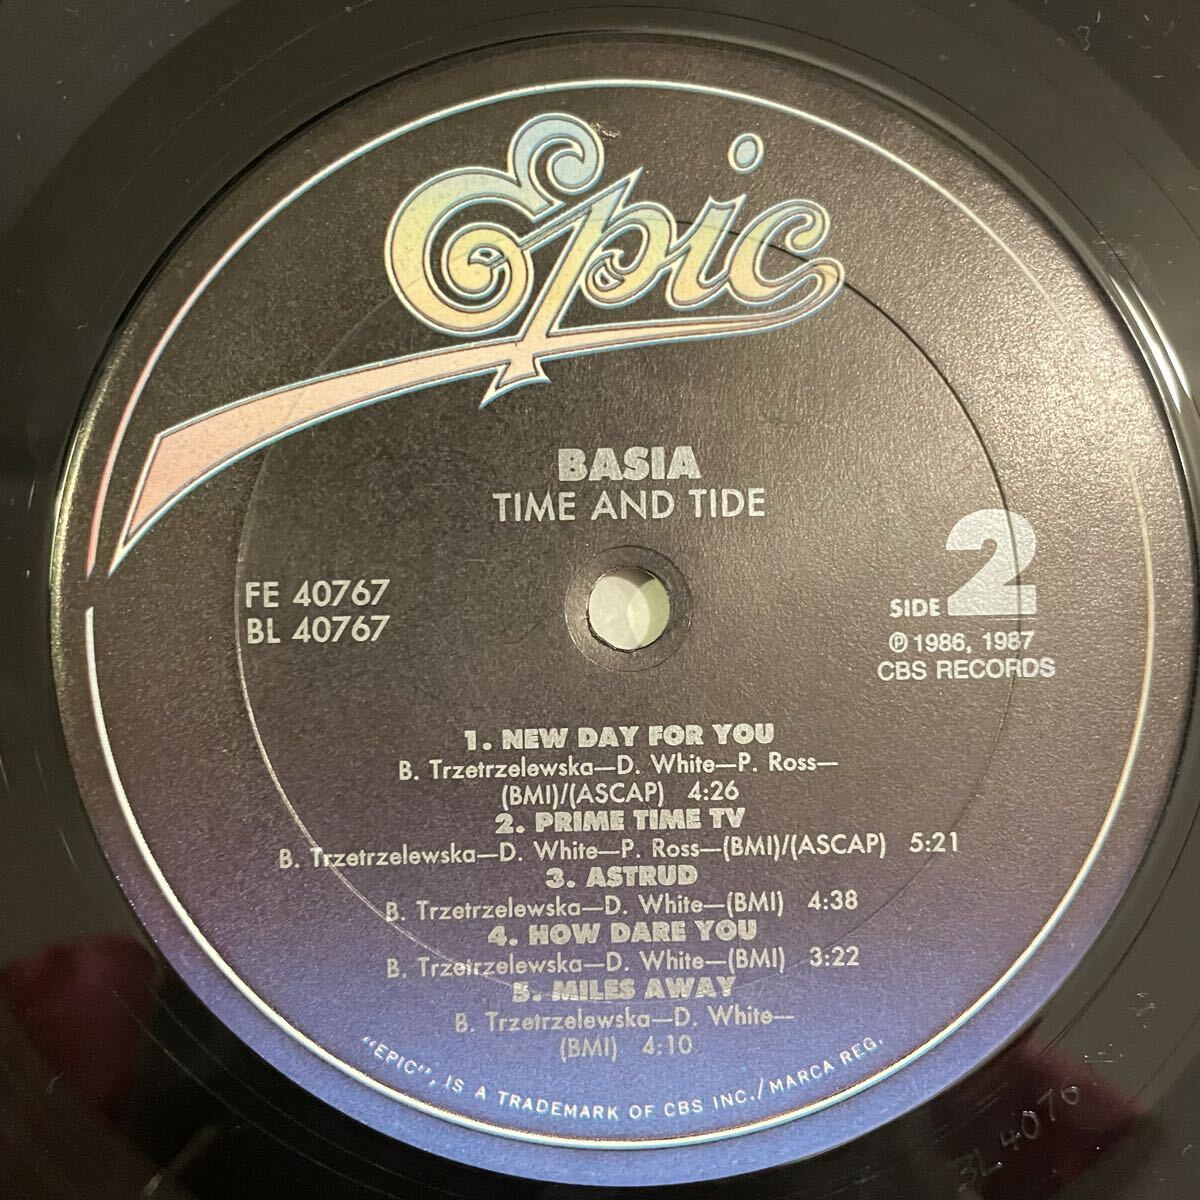 Epic
BASIA
TIME AND TIDE
FE 40767
BL 40767
SIDE 2
℗ 1986, 1987
CBS RECORDS
1. NEW DAY FOR YOU
B. Trzetrzelewska—D. White—P. Ross—
(BMI)/(ASCAP) 4:26
2. PRIME TIME TV
B. Trzetrzelewska—D. White—P. Ross—(BMI)/(ASCAP) 5:21
3. ASTRUD
B. Trzetrzelewska—D. White—(BMI) 4:38
4. HOW DARE YOU
B. Trzetrzelewska—D. White—(BMI) 3:22
5. MILES AWAY
B. Trzetrzelewska—D. White—
(BMI) 4:10
"EPIC", IS A TRADEMARK OF CBS INC./MARCA REG.
BL 4076